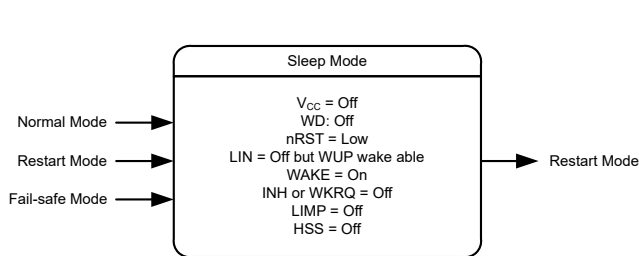 Sleep Mode
Normal Mode
Restart Mode
Fail-safe Mode
VCC = Off
WD: Off
nRST = Low
LIN = Off but WUP wake able
WAKE = On
INH or WKRQ = Off
LIMP = Off
HSS = Off
Restart Mode